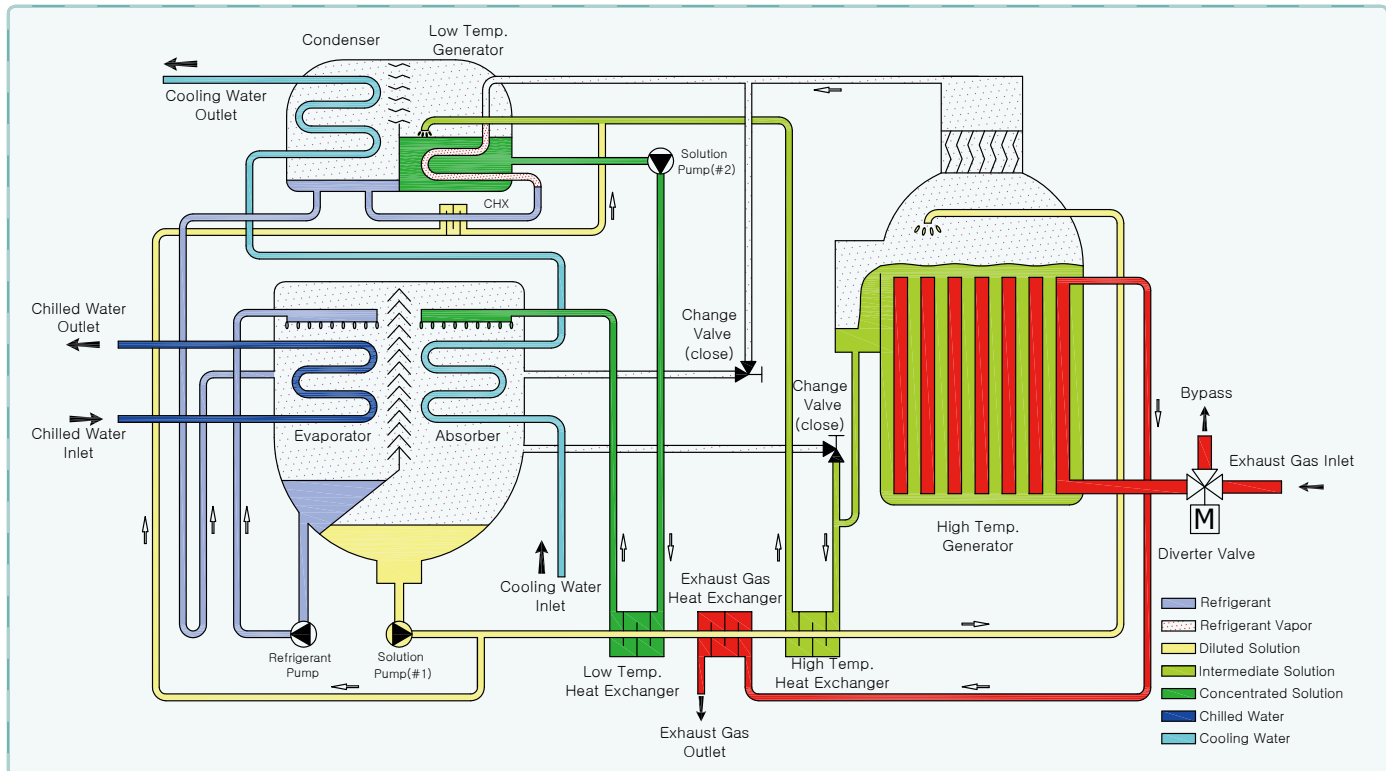 Condenser
Low Temp.
Generator
Cooling Water
Outlet
Solution
Pump(#2)
CHX
Chilled Water
Outlet
Change
Valve
(close)
Change
Valve
(close)
Bypass
Chilled Water
Inlet
Evaporator
Absorber
Exhaust Gas Inlet
M
High Temp.
Generator
Diverter Valve
Cooling Water
Inlet
Exhaust Gas
Heat Exchanger
Refrigerant
Pump
Solution
Pump(#1)
Low Temp.
Heat Exchanger
High Temp.
Heat Exchanger
Exhaust Gas
Outlet
Refrigerant
Refrigerant Vapor
Diluted Solution
Intermediate Solution
Concentrated Solution
Chilled Water
Cooling Water